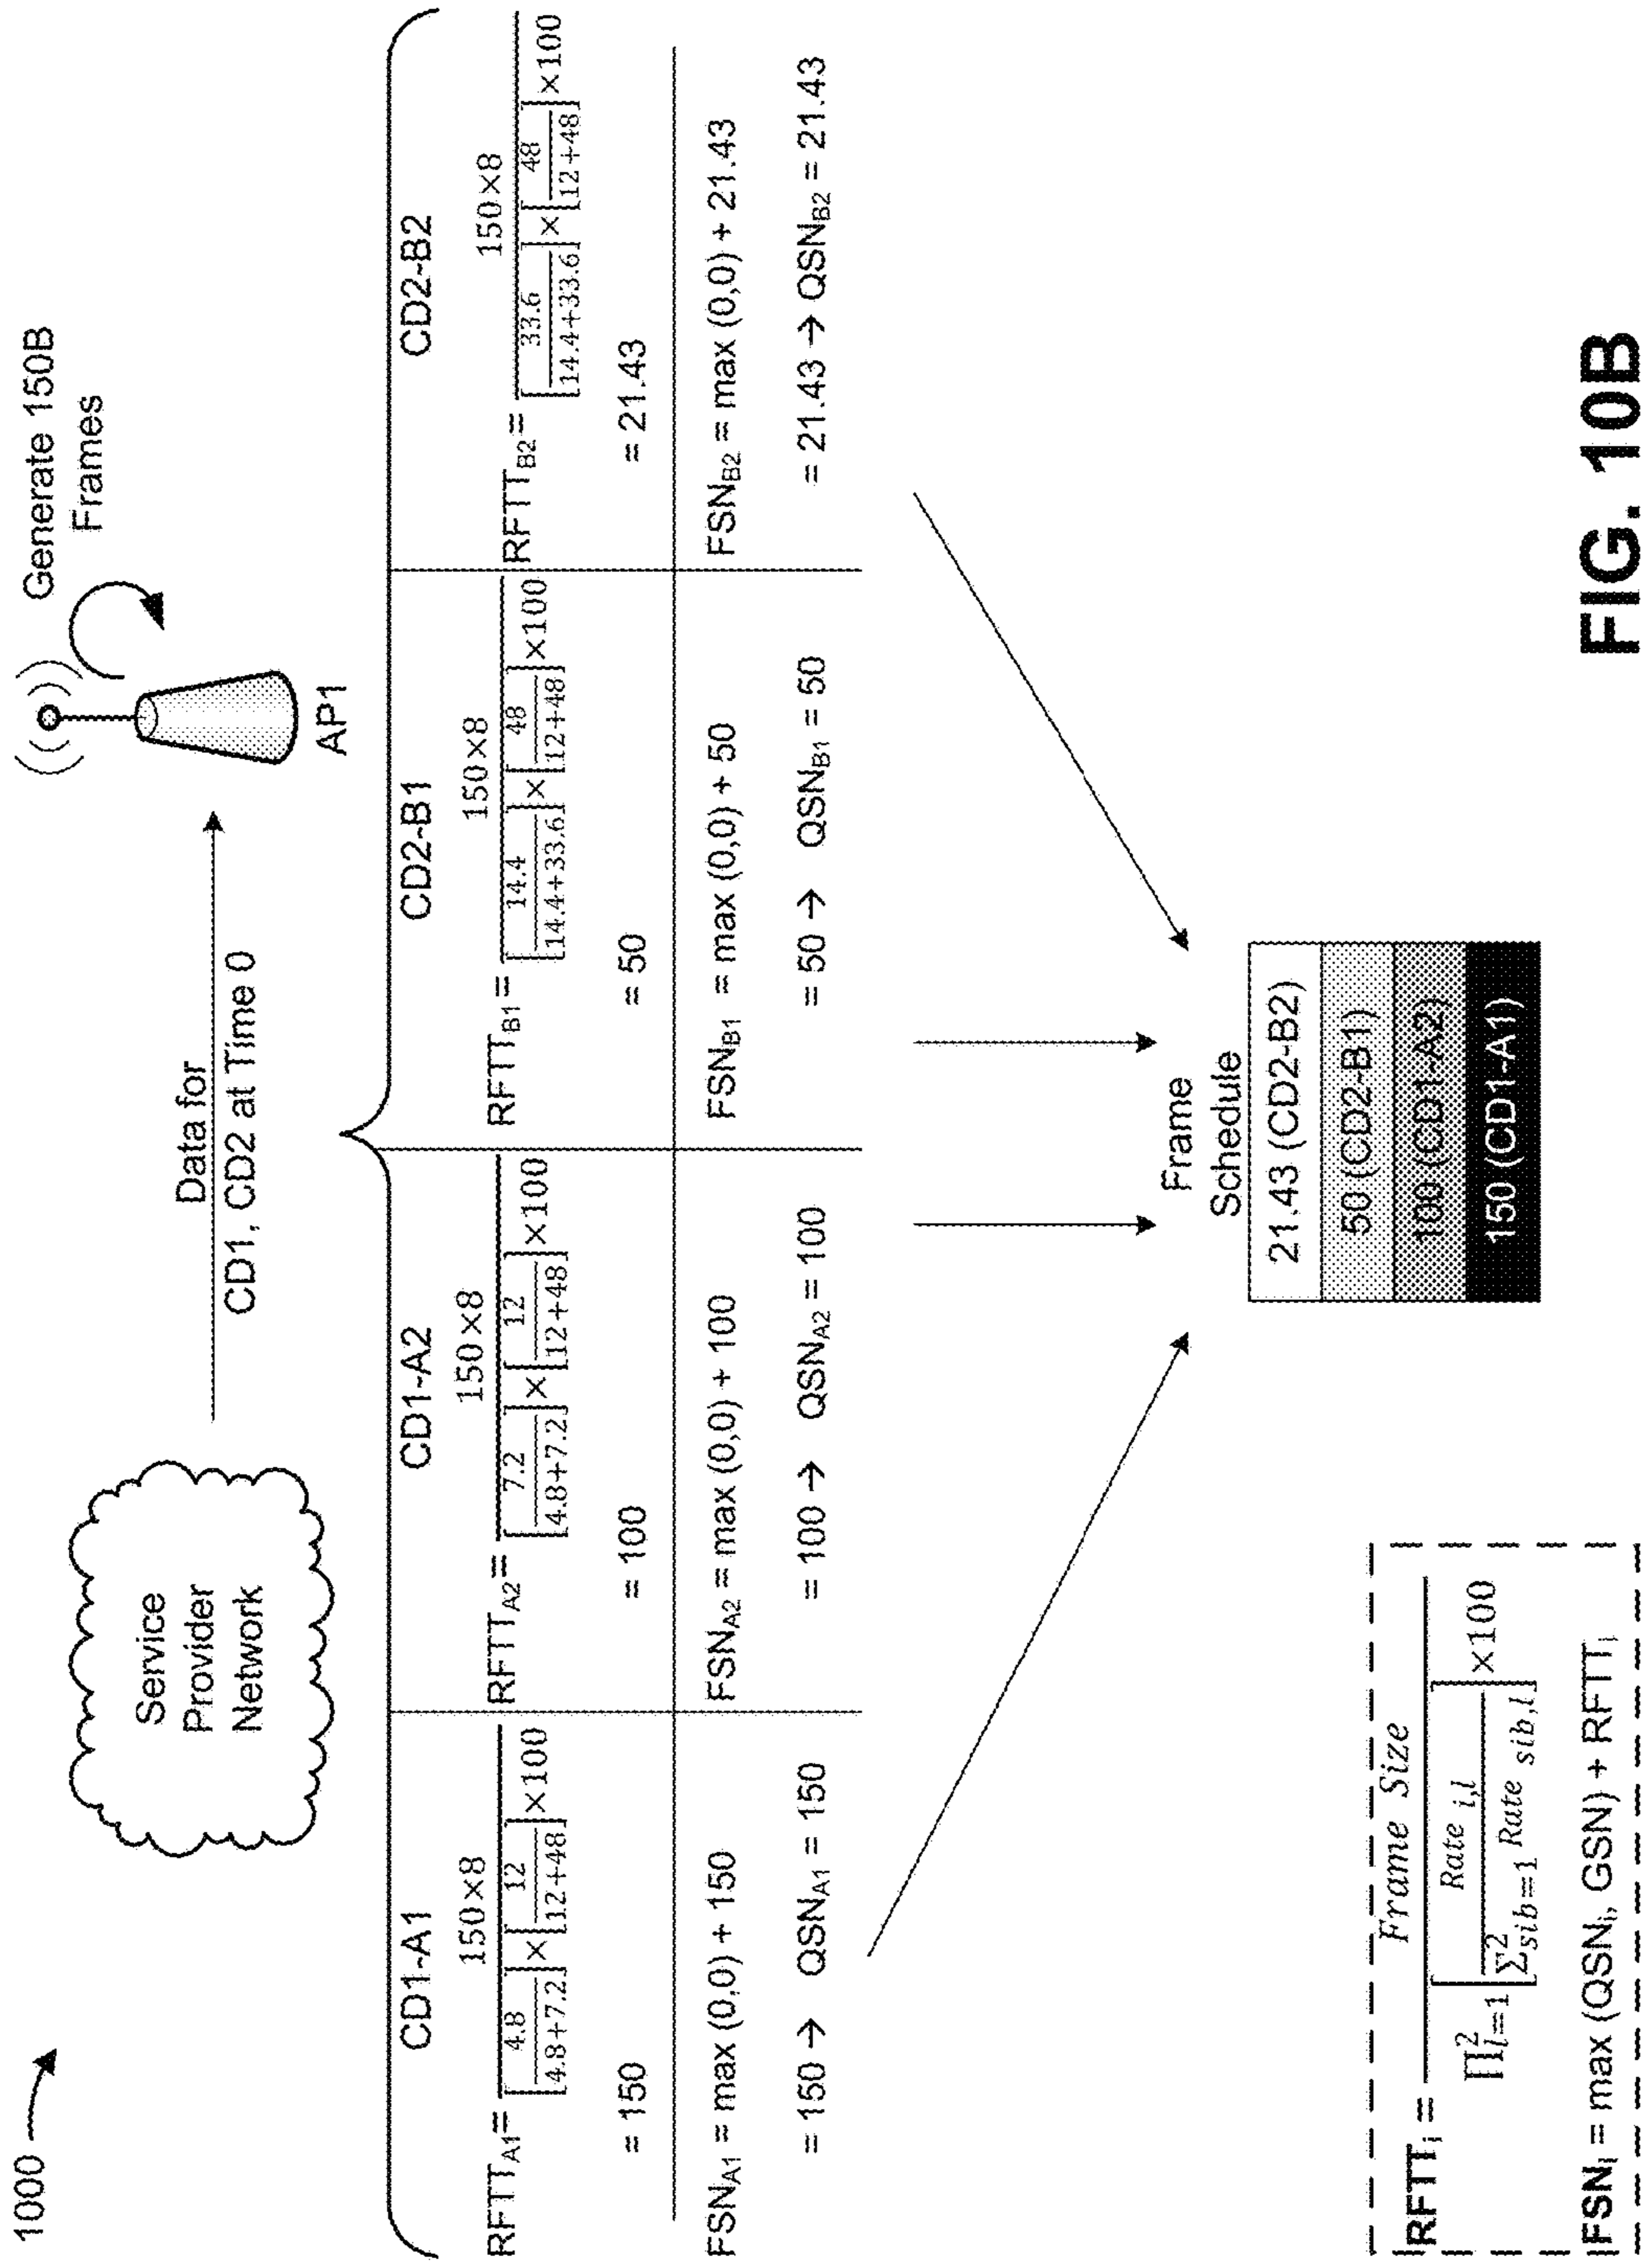 1000
Service
Provider
Network
Data for
CD1, CD2 at Time 0
Generate 150B
Frames
AP1
CD1-A1
RFTT_A1 = 150×8 / [4.8 / 4.8+7.2] × [12 / 12+48] ×100
= 150
FSN_A1 = max (0,0) + 150
= 150 → QSN_A1 = 150
CD1-A2
RFTT_A2 = 150×8 / [7.2 / 4.8+7.2] × [12 / 12+48] ×100
= 100
FSN_A2 = max (0,0) + 100
= 100 → QSN_A2 = 100
CD2-B1
RFTT_B1 = 150×8 / [14.4 / 14.4+33.6] × [48 / 12+48] ×100
= 50
FSN_B1 = max (0,0) + 50
= 50 → QSN_B1 = 50
CD2-B2
RFTT_B2 = 150×8 / [33.6 / 14.4+33.6] × [48 / 12+48] ×100
= 21.43
FSN_B2 = max (0,0) + 21.43
= 21.43 → QSN_B2 = 21.43
Frame
Schedule
21.43 (CD2-B2)
50 (CD2-B1)
100 (CD1-A2)
150 (CD1-A1)
RFTT_i = Frame Size / ∏_{l=1}^{2} [Rate_{i,l} / Σ_{sib=1}^{2} Rate_{sib,l}] ×100
FSN_i = max (QSN_i, GSN) + RFTT_i
FIG. 10B